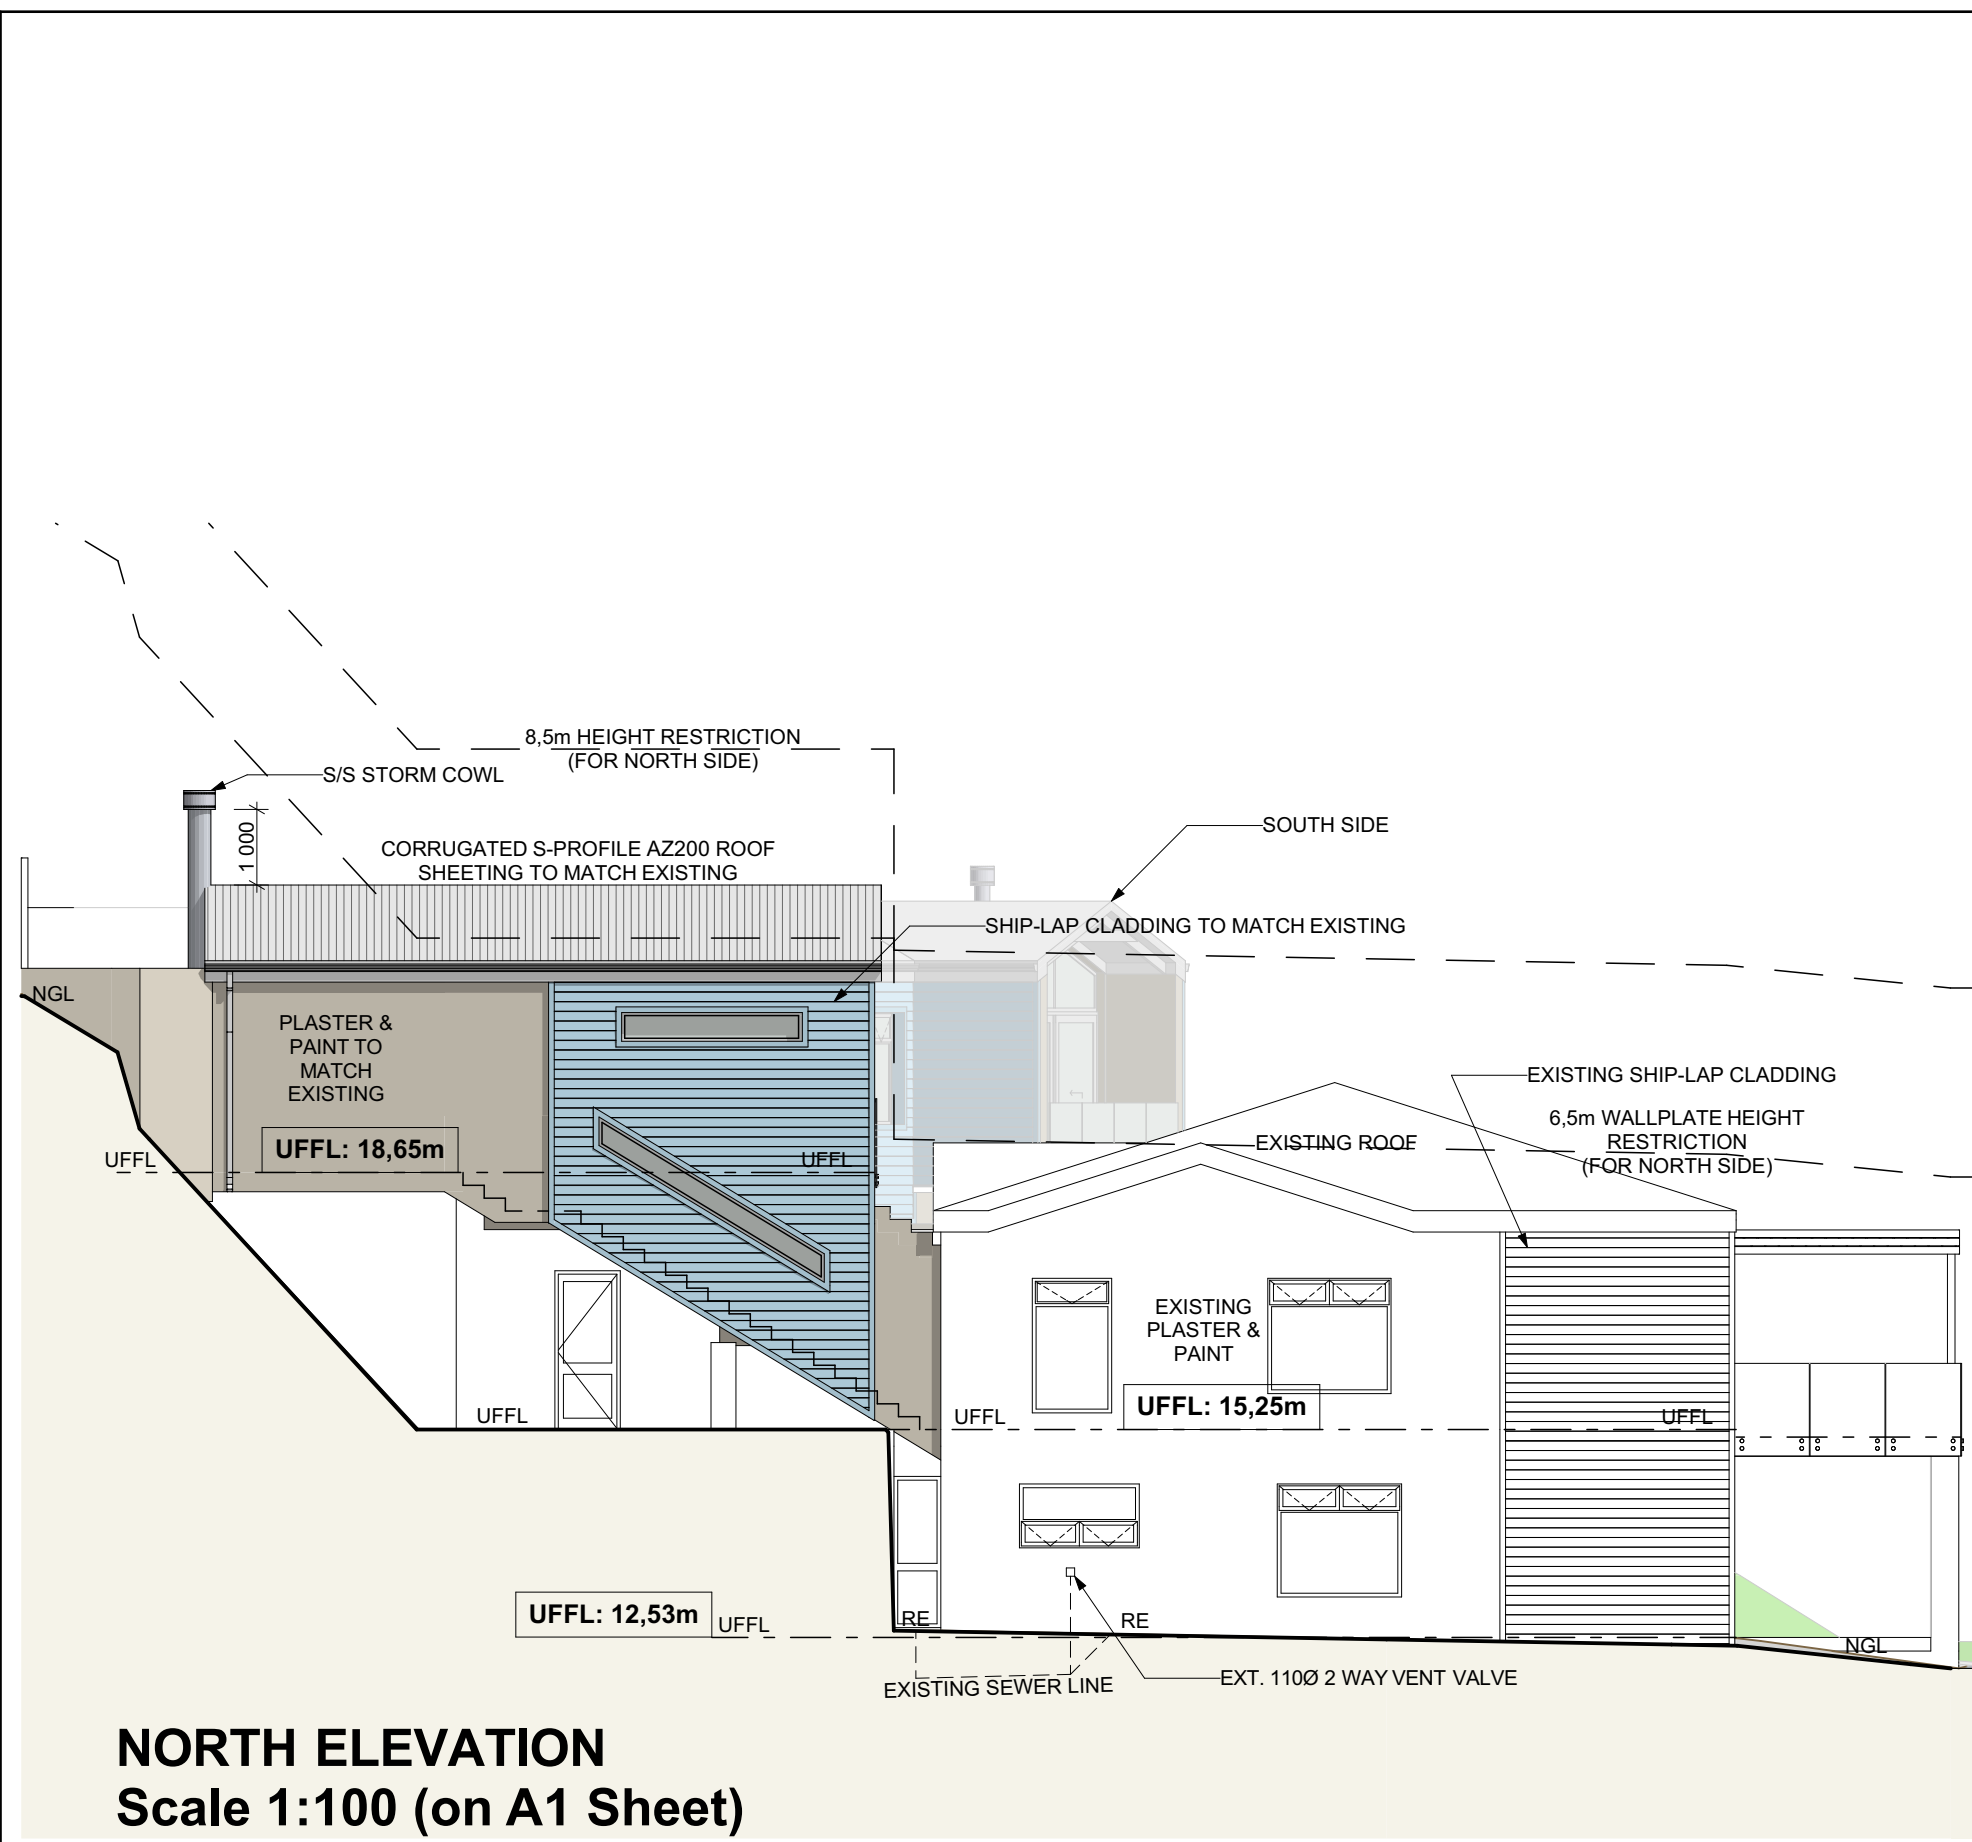 8,5m HEIGHT RESTRICTION
(FOR NORTH SIDE)
S/S STORM COWL
1 000
SOUTH SIDE
CORRUGATED S-PROFILE AZ200 ROOF
SHEETING TO MATCH EXISTING
SHIP-LAP CLADDING TO MATCH EXISTING
NGL
PLASTER &
PAINT TO
MATCH
EXISTING
EXISTING SHIP-LAP CLADDING
6,5m WALLPLATE HEIGHT
RESTRICTION
(FOR NORTH SIDE)
EXISTING ROOF
UFFL
UFFL: 18,65m
UFFL
EXISTING
PLASTER &
PAINT
UFFL
UFFL
UFFL: 15,25m
UFFL
UFFL: 12,53m
UFFL
RE
RE
NGL
EXISTING SEWER LINE
EXT. 110Ø 2 WAY VENT VALVE
NORTH ELEVATION
Scale 1:100 (on A1 Sheet)